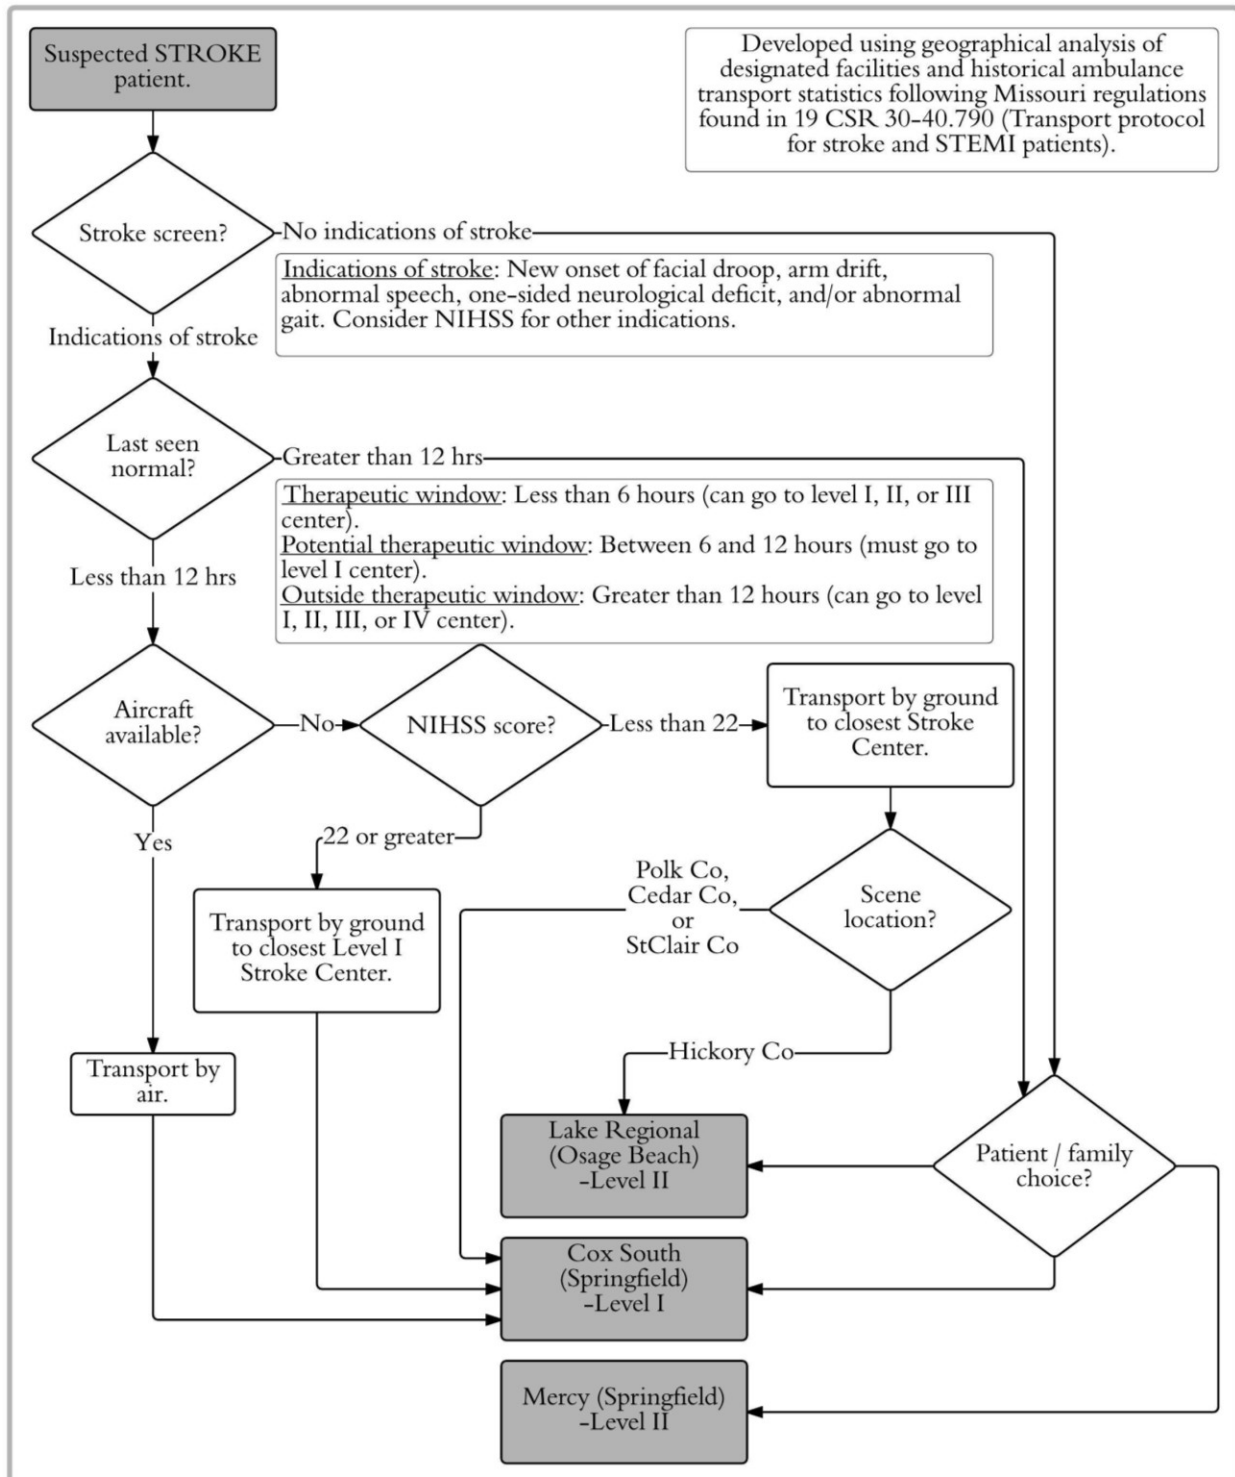 Suspected STROKE
patient.
Developed using geographical analysis of
designated facilities and historical ambulance
transport statistics following Missouri regulations
found in 19 CSR 30-40.790 (Transport protocol
for stroke and STEMI patients).
Stroke screen?
No indications of stroke
Indications of stroke: New onset of facial droop, arm drift,
abnormal speech, one-sided neurological deficit, and/or abnormal
gait. Consider NIHSS for other indications.
Indications of stroke
Last seen
normal?
Greater than 12 hrs
Therapeutic window: Less than 6 hours (can go to level I, II, or III
center).
Potential therapeutic window: Between 6 and 12 hours (must go to
level I center).
Outside therapeutic window: Greater than 12 hours (can go to level
I, II, III, or IV center).
Less than 12 hrs
Aircraft
available?
No
NIHSS score?
Less than 22
Transport by ground
to closest Stroke
Center.
Yes
22 or greater
Transport by ground
to closest Level I
Stroke Center.
Polk Co,
Cedar Co,
or
StClair Co
Scene
location?
Hickory Co
Transport by
air.
Lake Regional
(Osage Beach)
-Level II
Patient / family
choice?
Cox South
(Springfield)
-Level I
Mercy (Springfield)
-Level II